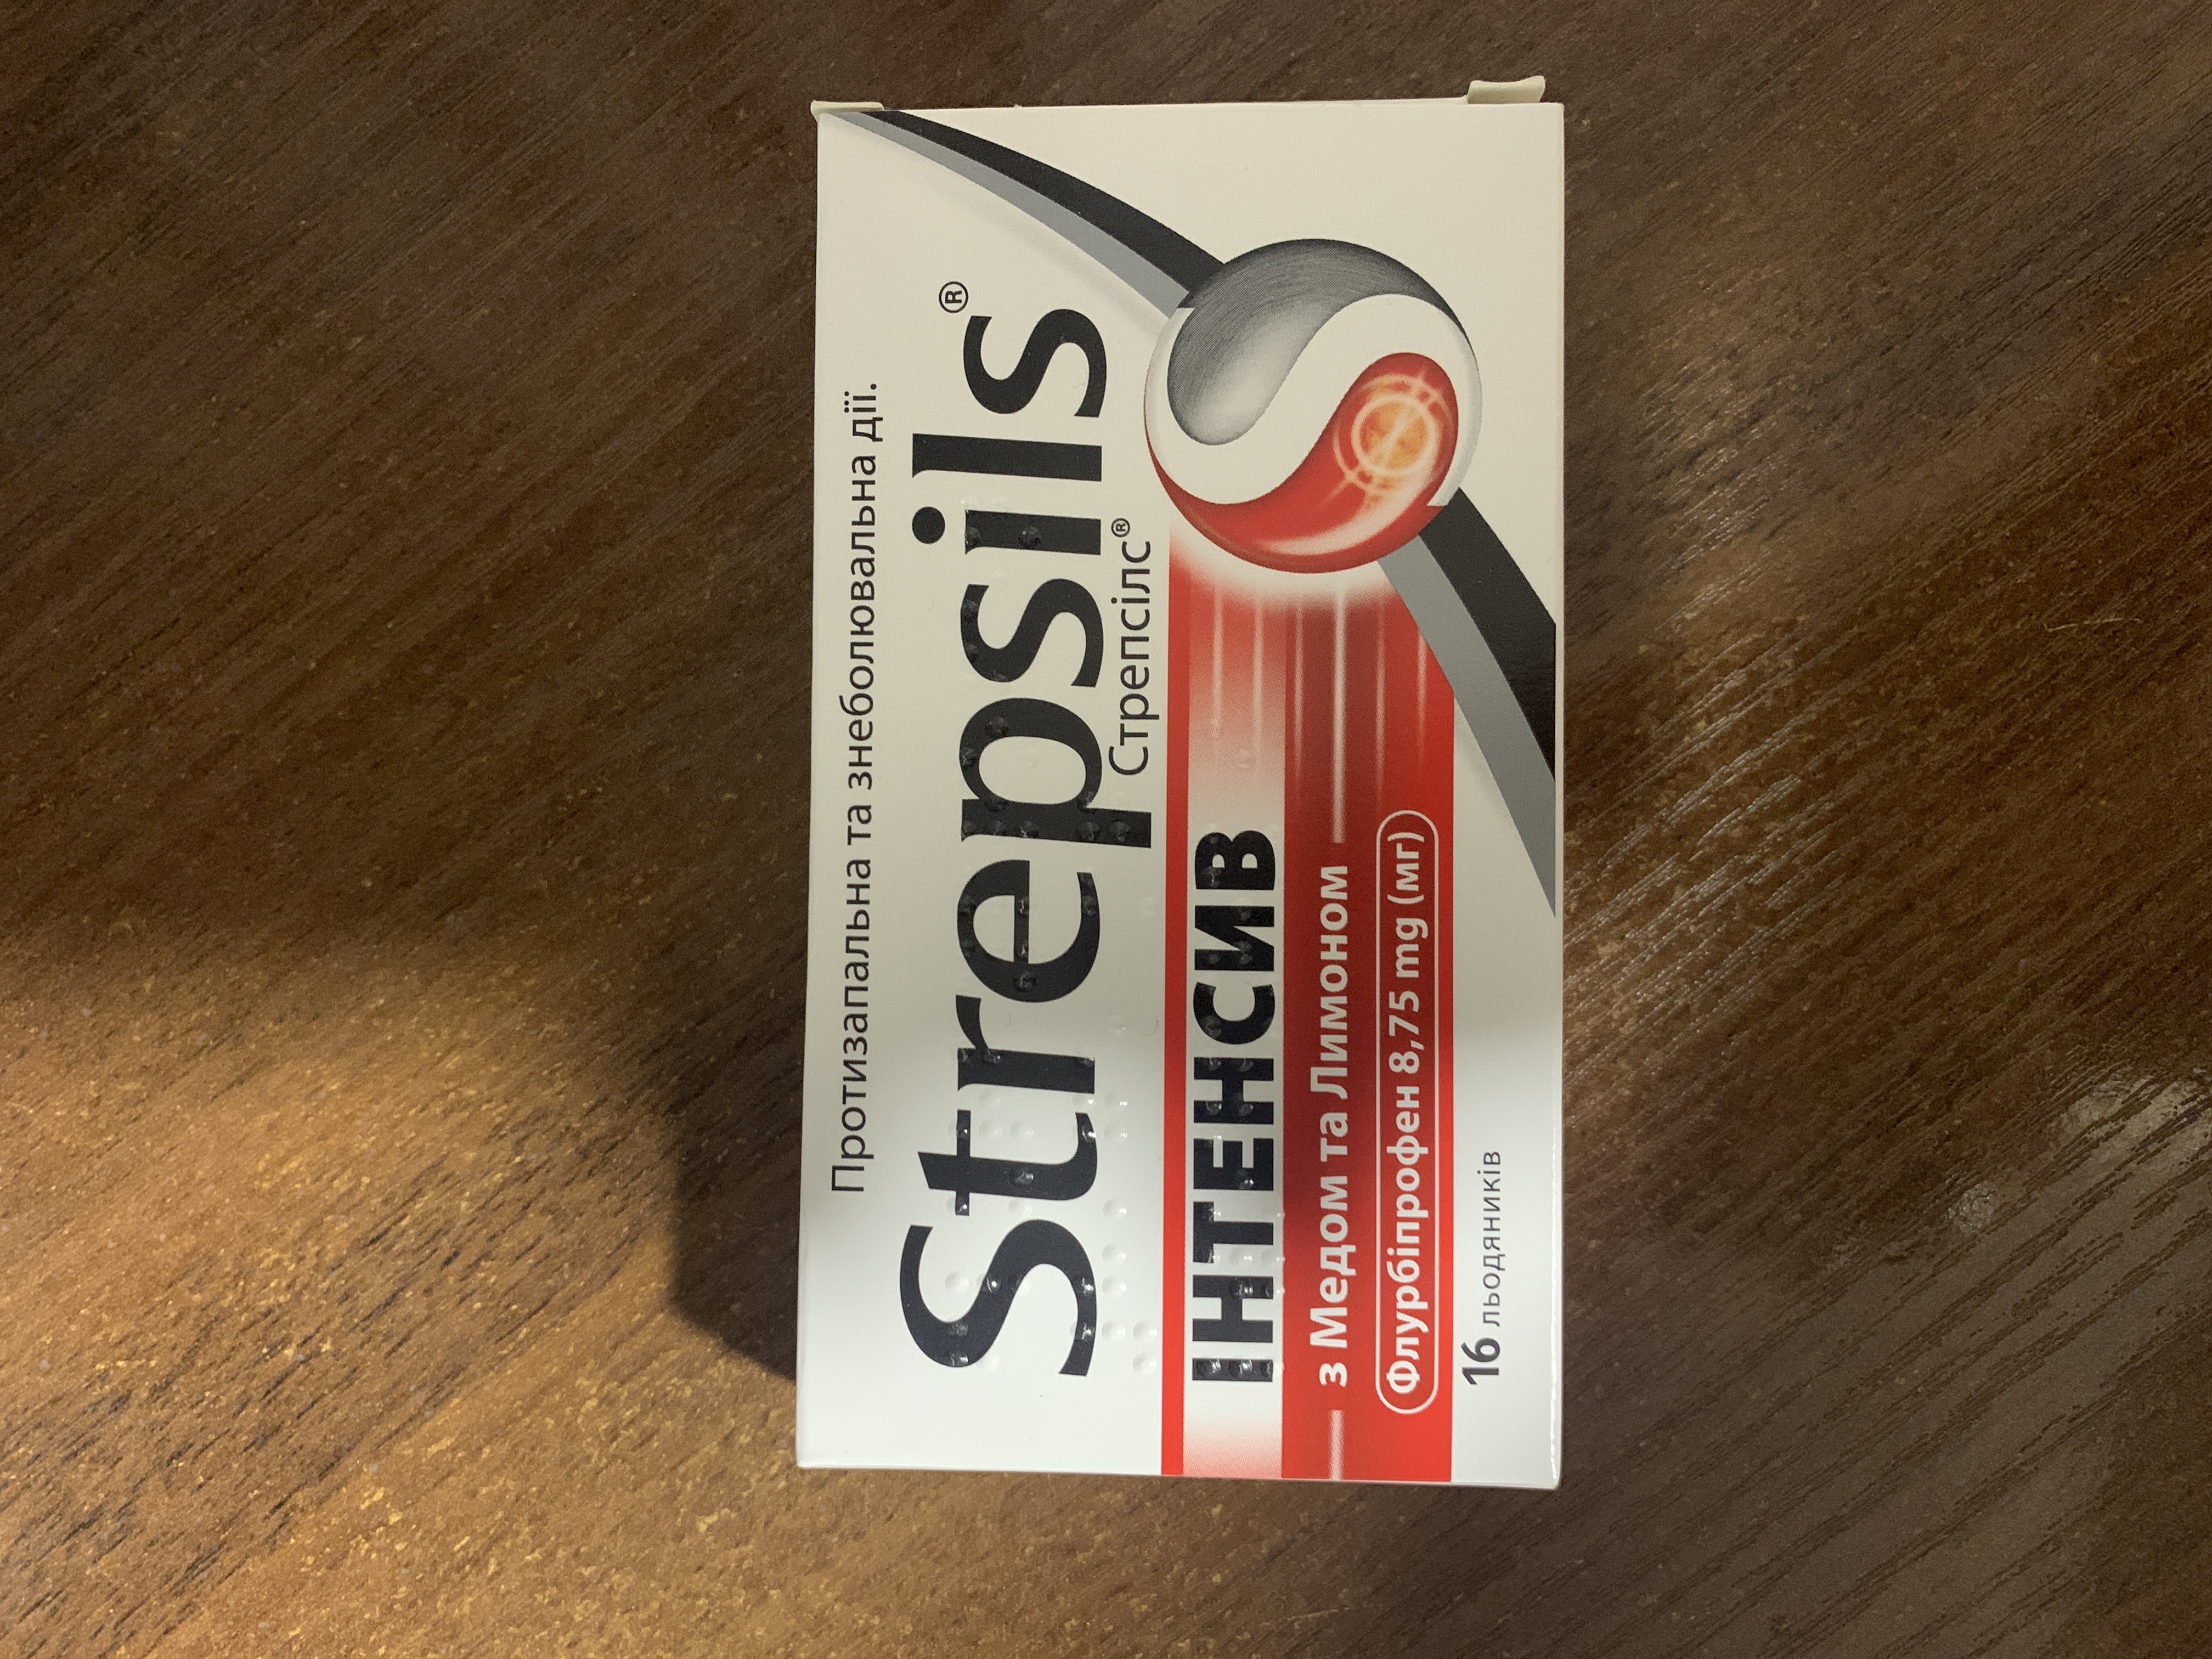 Протизапальна та знеболювальна дії.
Strepsils®
Стрепсілс®
ІНТЕНСИВ
з Медом та Лимоном
Флурбіпрофен 8,75 mg (мг)
16 льодяників